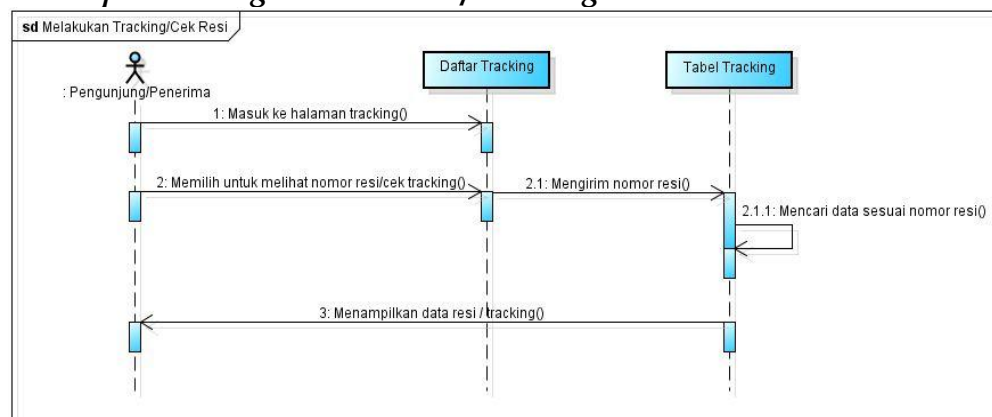 sd Melakukan Tracking/Cek Resi
Daftar Tracking
Tabel Tracking
: Pengunjung/Penerima
1: Masuk ke halaman tracking()
2: Memilih untuk melihat nomor resi/cek tracking()
2.1: Mengirim nomor resi()
2.1.1: Mencari data sesuai nomor resi()
3: Menampilkan data resi / tracking()